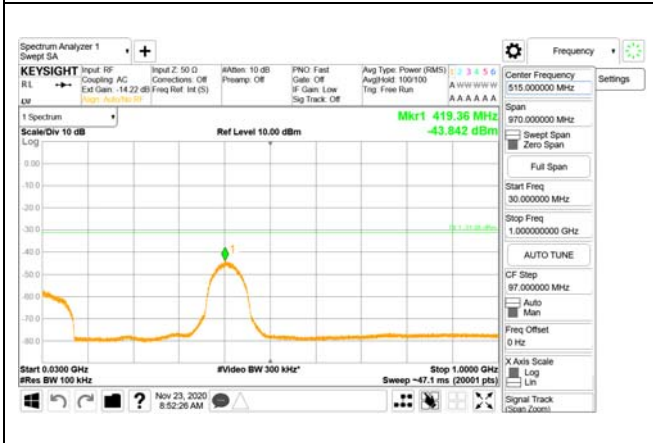 Spectrum Analyzer 1
Swept SA
Frequency
KEYSIGHT
Input: RF
Coupling: AC
Ext Gain: -14.22 dB
Align: Auto/No RF
Input Z: 50 Ω
Corrections: Off
Freq Ref: Int (S)
#Atten: 10 dB
Preamp: Off
PNO: Fast
Gate: Off
IF Gain: Low
Sig Track: Off
Avg Type: Power (RMS)
Avg|Hold: 100/100
Trig: Free Run
1 2 3 4 5 6
A W W W W W
A A A A A A
RL
1 Spectrum
Scale/Div 10 dB
Log
Ref Level 10.00 dBm
Mkr1 419.36 MHz
-43.842 dBm
0.00
-10.0
-20.0
-30.0
-40.0
-50.0
-60.0
-70.0
-80.0
1
Start 0.0300 GHz
#Res BW 100 kHz
#Video BW 300 kHz*
Stop 1.0000 GHz
Sweep ~47.1 ms (20001 pts)
Nov 23, 2020
8:52:26 AM
Center Frequency
515.000000 MHz
Settings
Span
970.000000 MHz
Swept Span
Zero Span
Full Span
Start Freq
30.000000 MHz
Stop Freq
1.000000000 GHz
AUTO TUNE
CF Step
97.000000 MHz
Auto
Man
Freq Offset
0 Hz
X Axis Scale
Log
Lin
Signal Track
(Span Zoom)